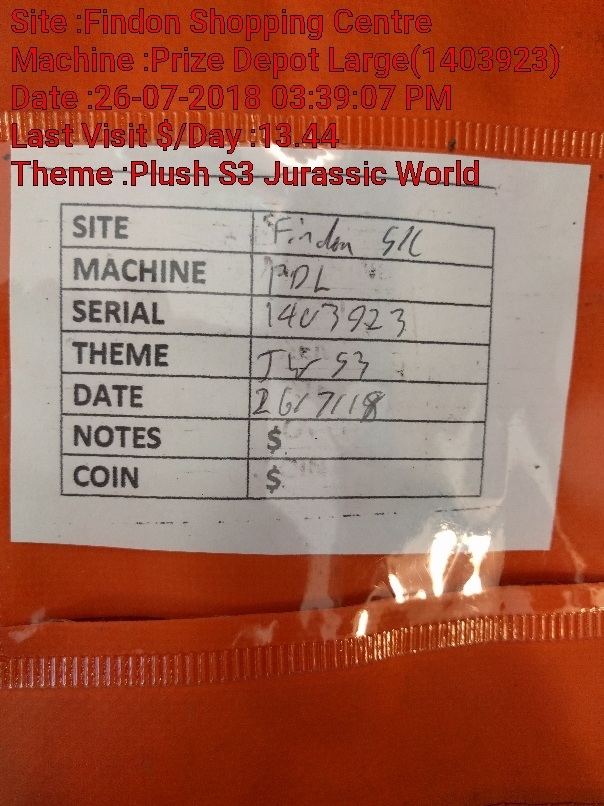 Site :Findon Shopping Centre
Machine :Prize Depot Large(1403923)
Date :26-07-2018 03:39:07 PM
Last Visit $/Day :13.44
Theme :Plush S3 Jurassic World
SITE Findon S/C
MACHINE PDL
SERIAL 1403923
THEME JW S3
DATE 26/7/18
NOTES $
COIN $